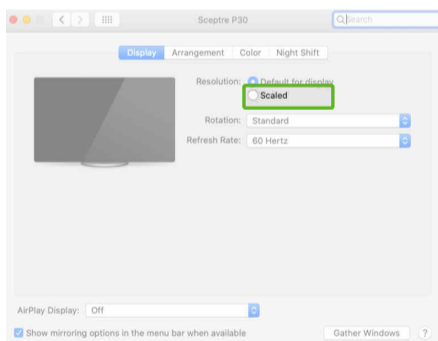 Sceptre P30
Search
Display Arrangement Color Night Shift
Resolution: Default for display
Scaled
Rotation: Standard
Refresh Rate: 60 Hertz
AirPlay Display: Off
Show mirroring options in the menu bar when available
Gather Windows ?